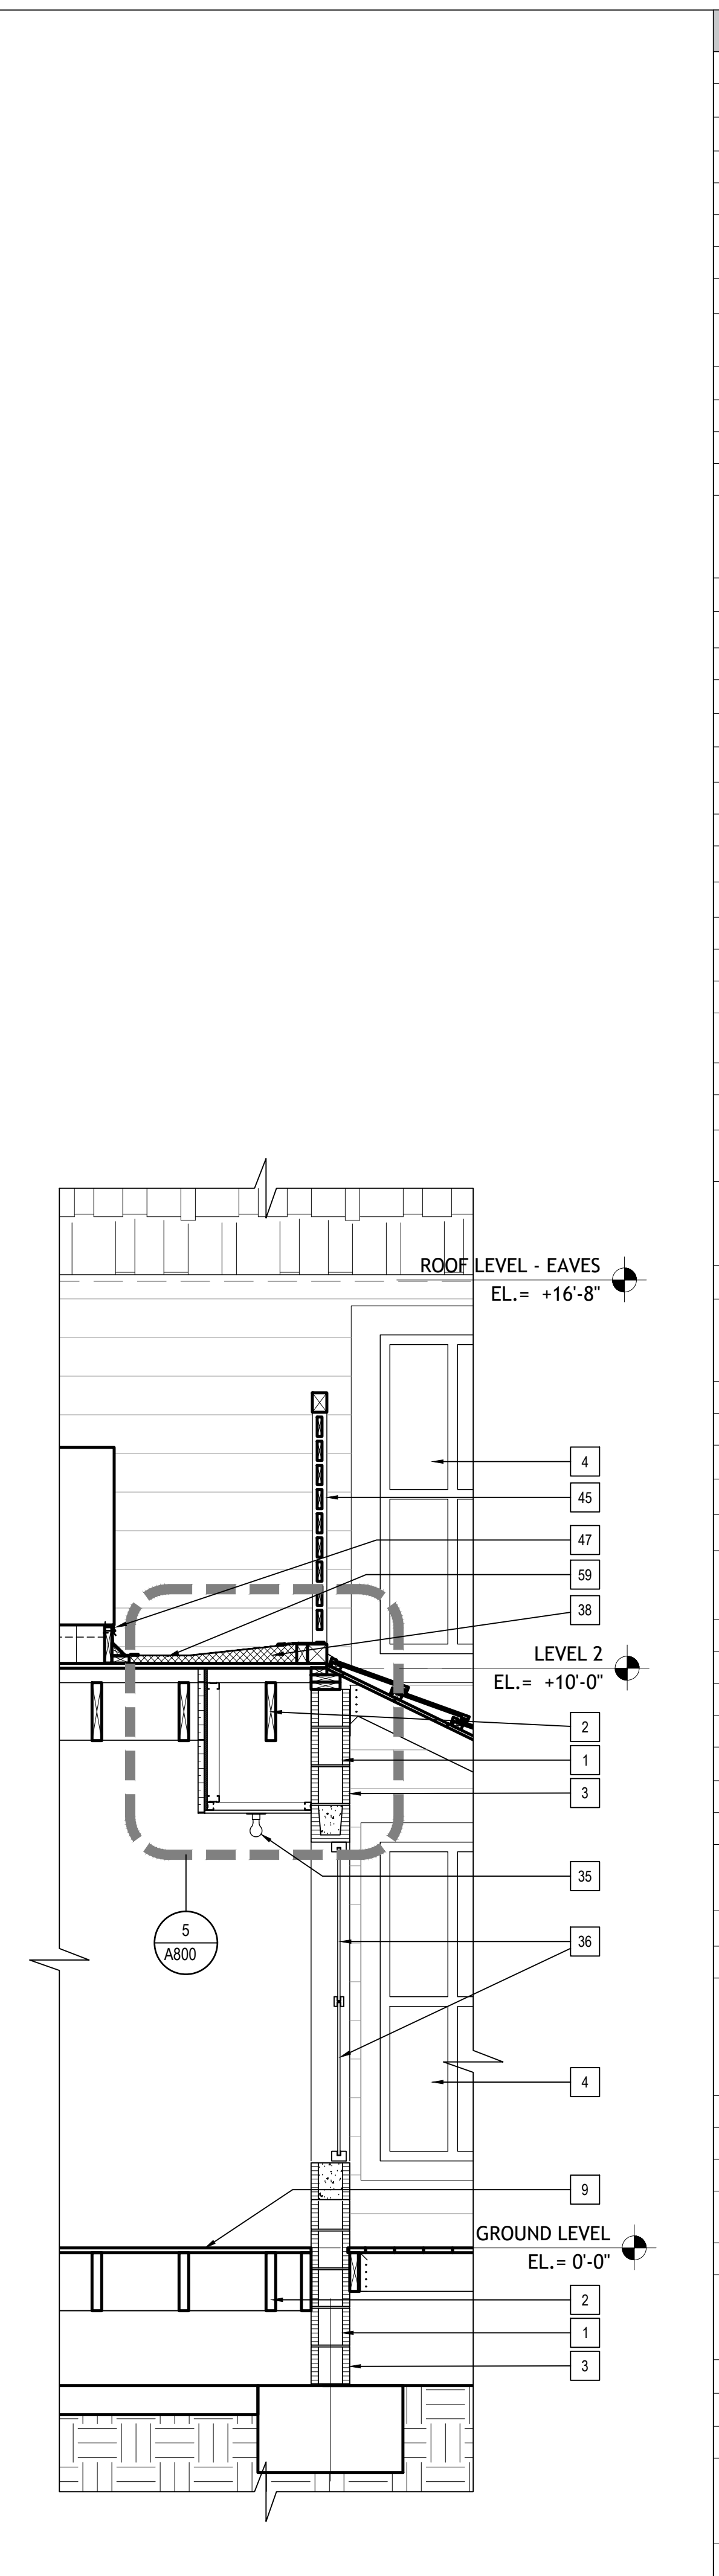 ROOF LEVEL - EAVES
EL.= +16'-8"
4
45
47
59
38
LEVEL 2
EL.= +10'-0"
2
1
3
35
5
A800
36
4
9
GROUND LEVEL
EL.= 0'-0"
2
1
3